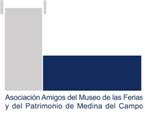 Asociación Amigos del Museo de las Ferias
y del Patrimonio de Medina del Campo